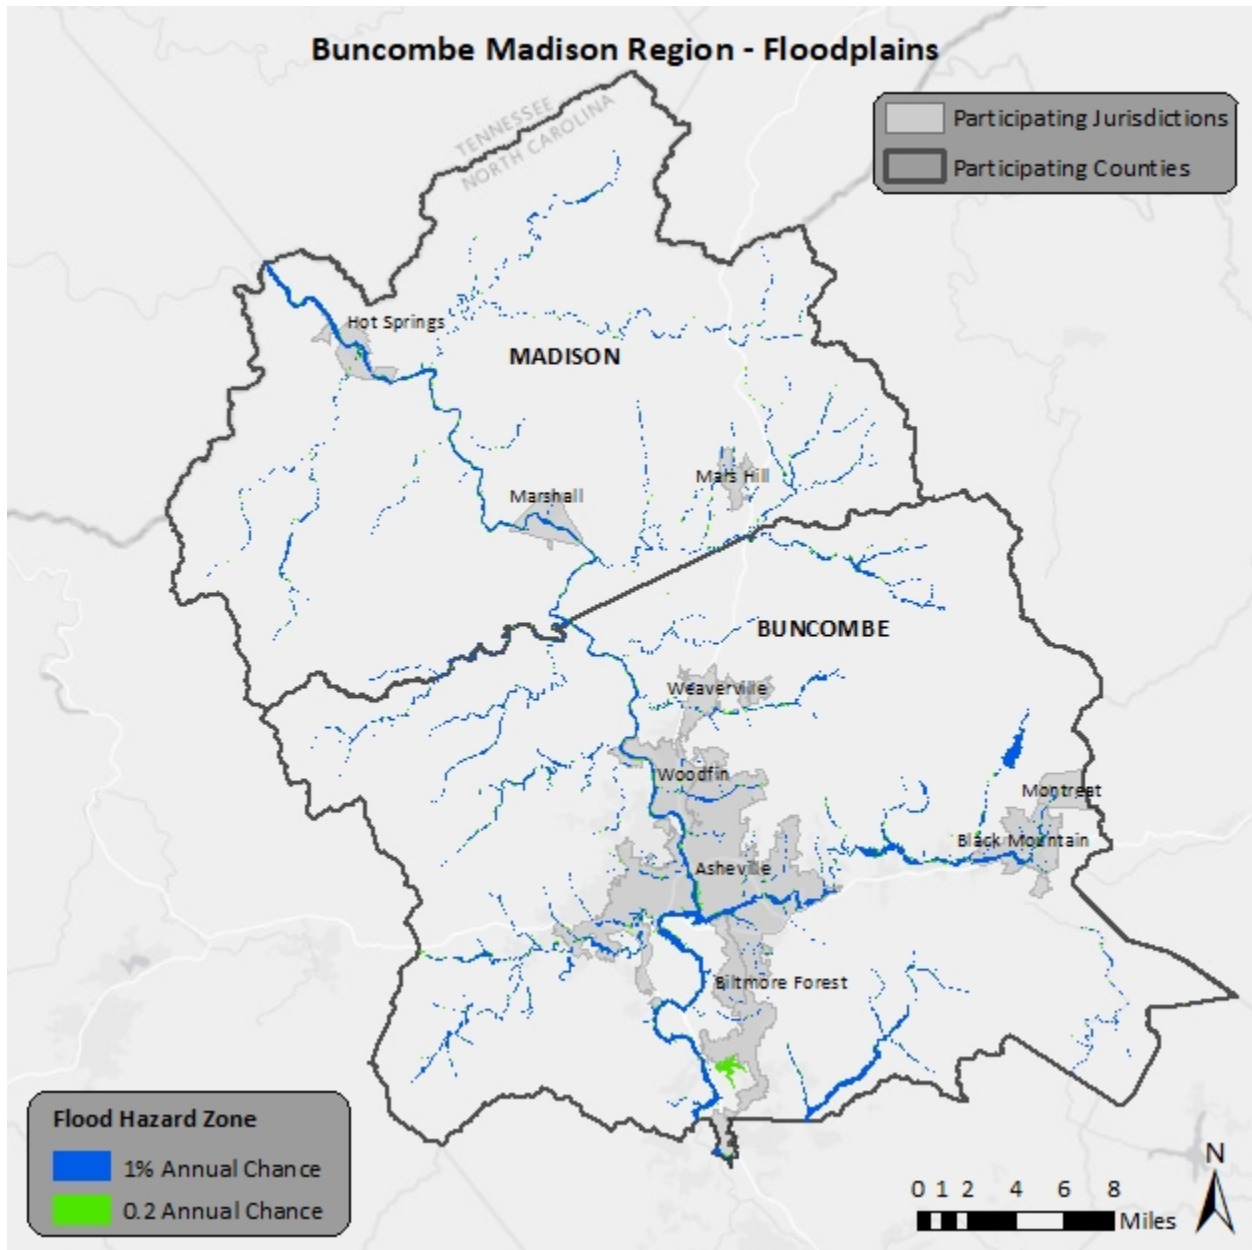 Buncombe Madison Region - Floodplains
Participating Jurisdictions
Participating Counties
TENNESSEE
NORTH CAROLINA
Hot Springs
MADISON
Mars Hill
Marshall
BUNCOMBE
Weaverville
Woodfin
Montreat
Black Mountain
Asheville
Biltmore Forest
Flood Hazard Zone
1% Annual Chance
0.2 Annual Chance
N
0 1 2 4 6 8
Miles